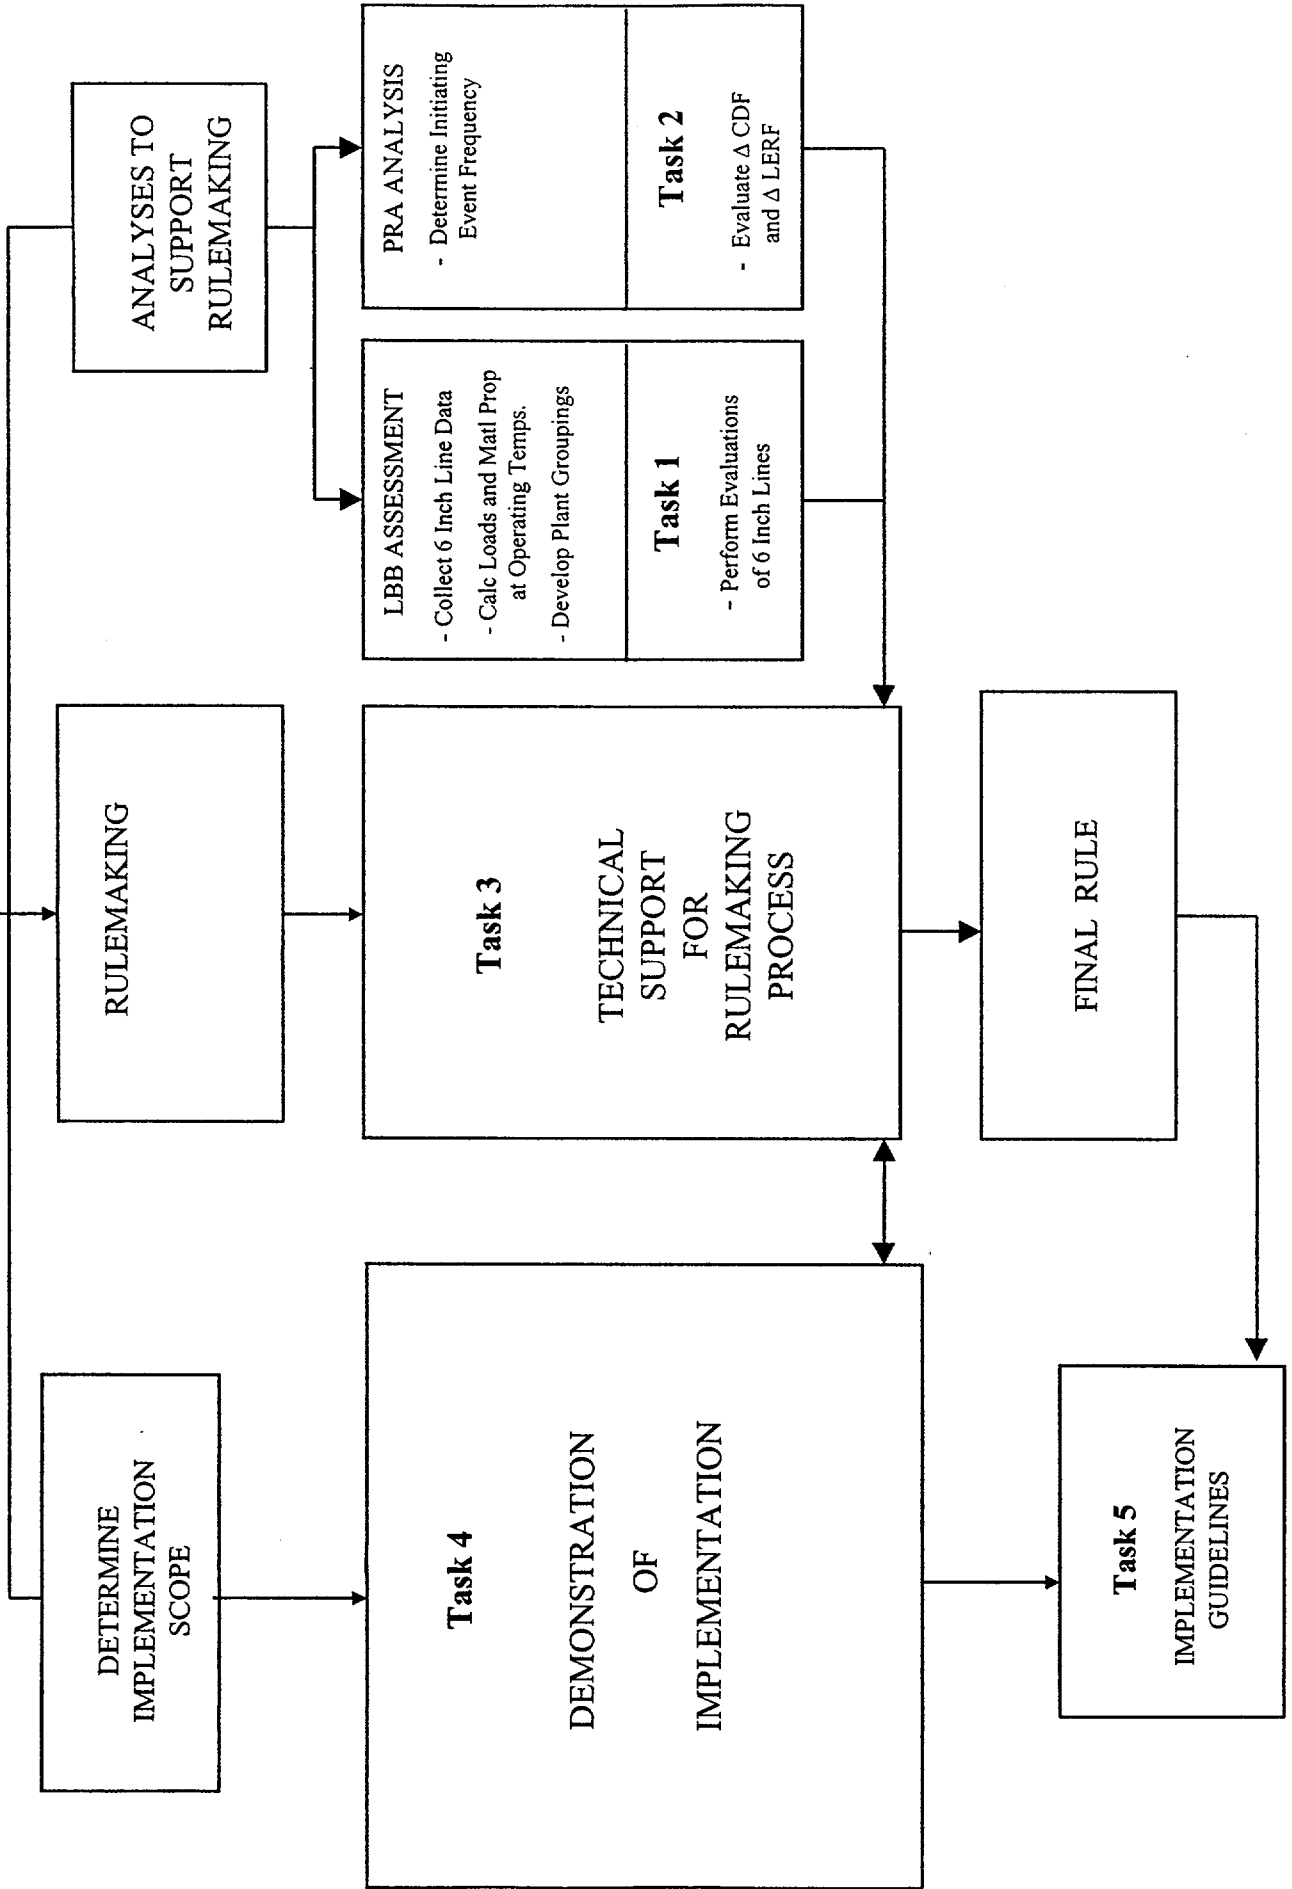 DETERMINE
IMPLEMENTATION
SCOPE
RULEMAKING
ANALYSES TO
SUPPORT
RULEMAKING
Task 4
DEMONSTRATION
OF
IMPLEMENTATION
Task 3
TECHNICAL
SUPPORT
FOR
RULEMAKING
PROCESS
LBB ASSESSMENT
- Collect 6 Inch Line Data
- Calc Loads and Matl Prop
at Operating Temps.
- Develop Plant Groupings
Task 1
- Perform Evaluations
of 6 Inch Lines
PRA ANALYSIS
- Determine Initiating
Event Frequency
Task 2
- Evaluate Δ CDF
and Δ LERF
Task 5
IMPLEMENTATION
GUIDELINES
FINAL RULE